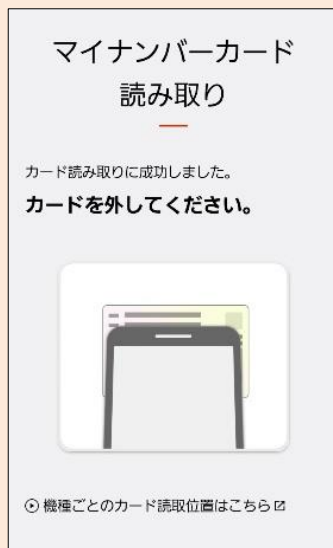 マイナンバーカード
読み取り
カード読み取りに成功しました。
カードを外してください。
機種ごとのカード読取位置はこちら